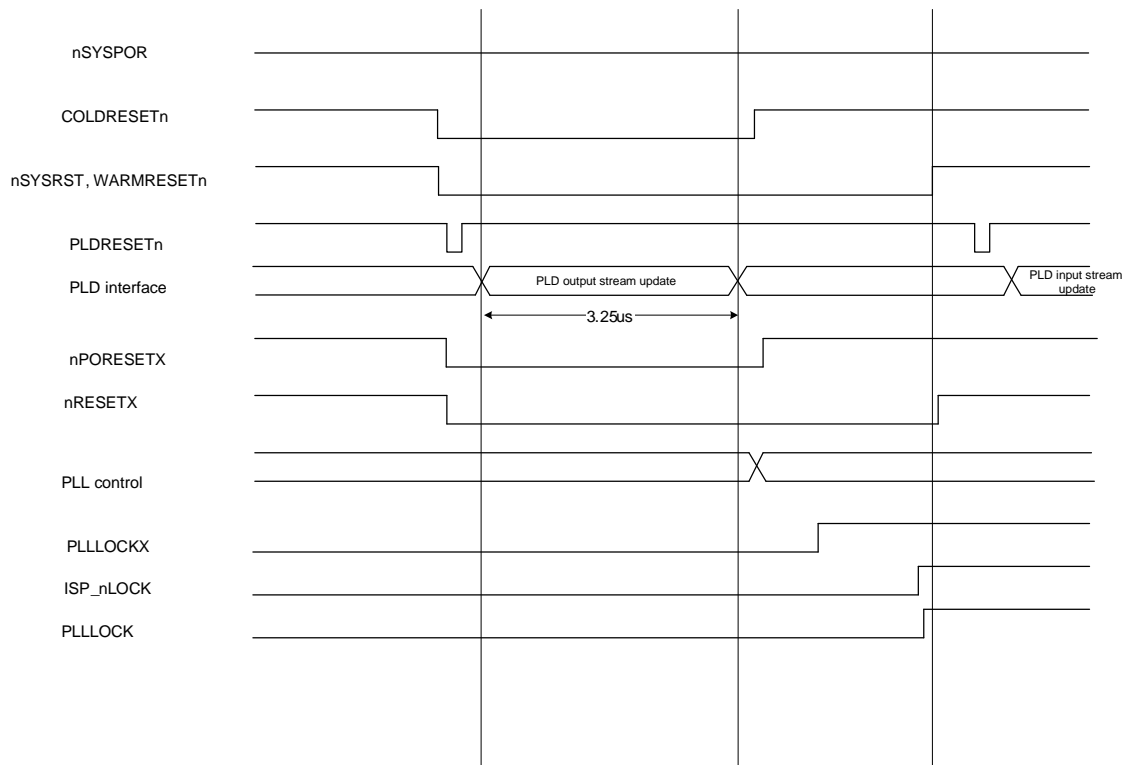 nSYSPOR
COLDRESETn
nSYSRST, WARMRESETn
PLDRESETn
PLD interface
PLD output stream update
PLD input stream
update
3.25us
nPORESETX
nRESETX
PLL control
PLLLOCKX
ISP_nLOCK
PLLLOCK